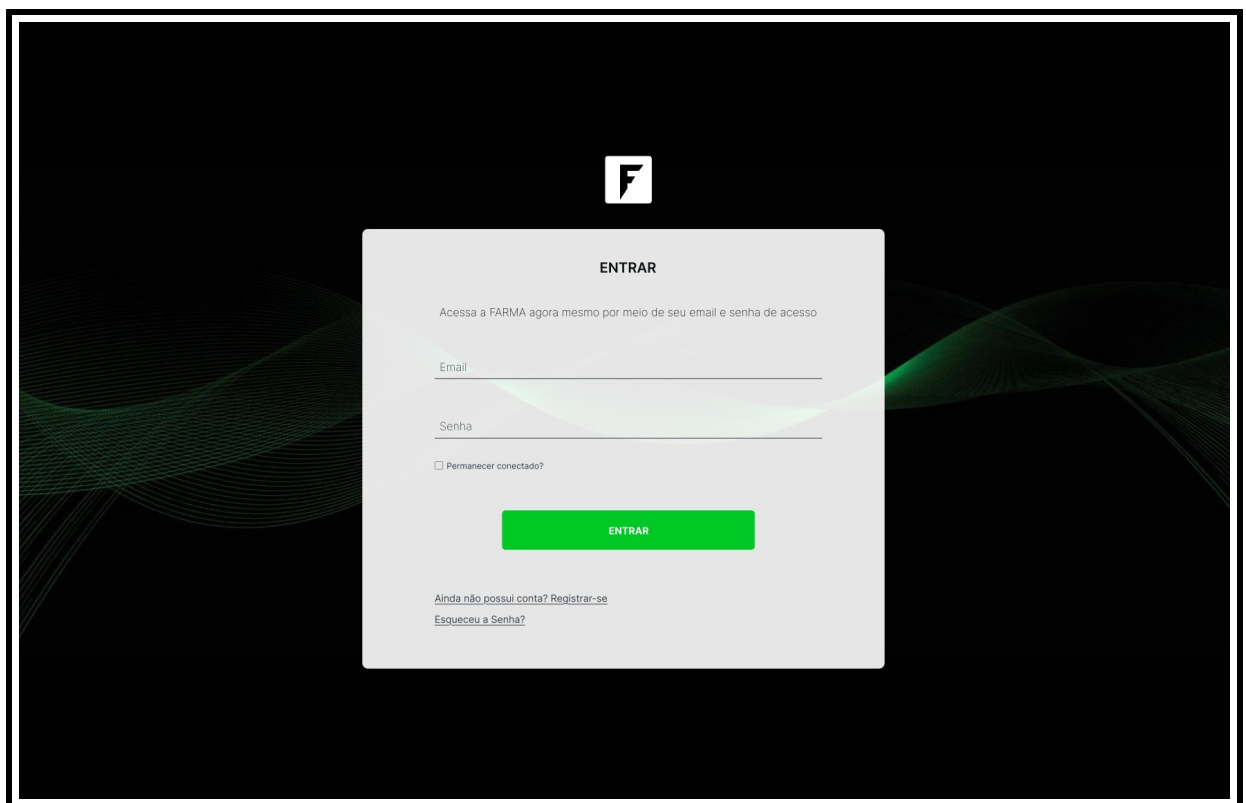 F
ENTRAR
Acessa a FARMA agora mesmo por meio de seu email e senha de acesso
Email
Senha
Permanecer conectado?
ENTRAR
Ainda não possui conta? Registrar-se
Esqueceu a Senha?